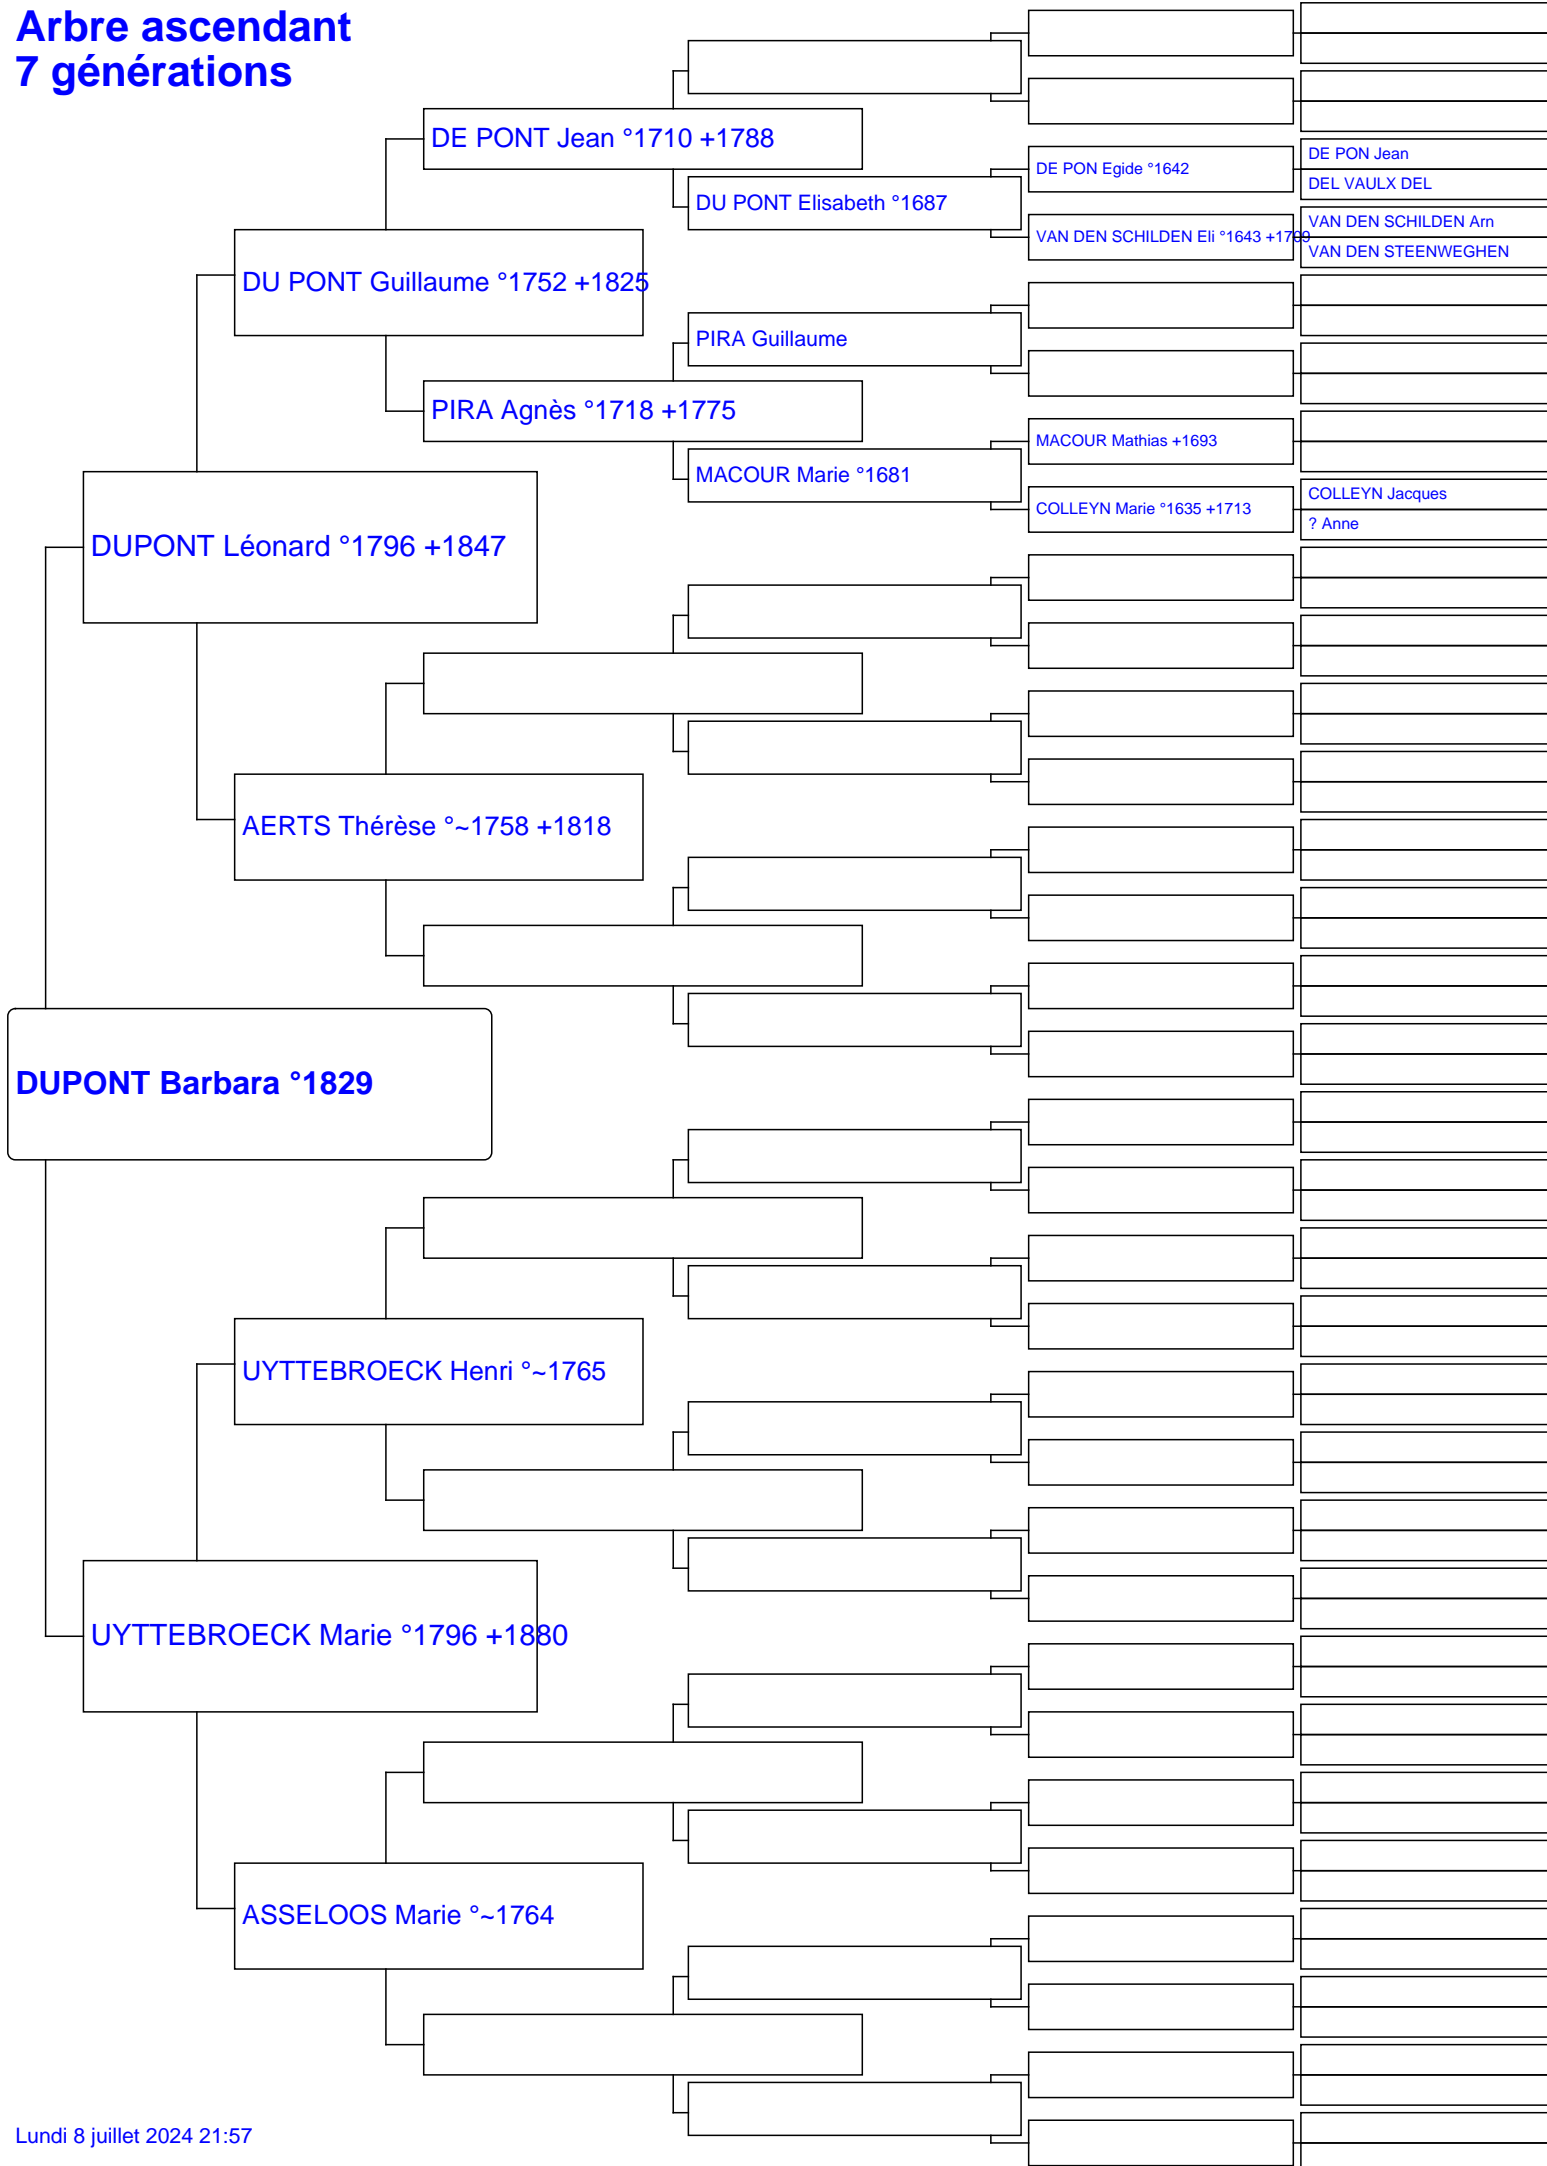 Arbre ascendant
7 générations
DE PONT Jean °1710 +1788
DE PON Jean
DE PON Egide °1642
DEL VAULX DEL
DU PONT Elisabeth °1687
VAN DEN SCHILDEN Arn
VAN DEN SCHILDEN Eli °1643 +1709
VAN DEN STEENWEGHEN
DU PONT Guillaume °1752 +1825
PIRA Guillaume
PIRA Agnès °1718 +1775
MACOUR Mathias +1693
MACOUR Marie °1681
COLLEYN Jacques
COLLEYN Marie °1635 +1713
? Anne
DUPONT Léonard °1796 +1847
AERTS Thérèse °~1758 +1818
DUPONT Barbara °1829
UYTTEBROECK Henri °~1765
UYTTEBROECK Marie °1796 +1880
ASSELOOS Marie °~1764
Lundi 8 juillet 2024 21:57